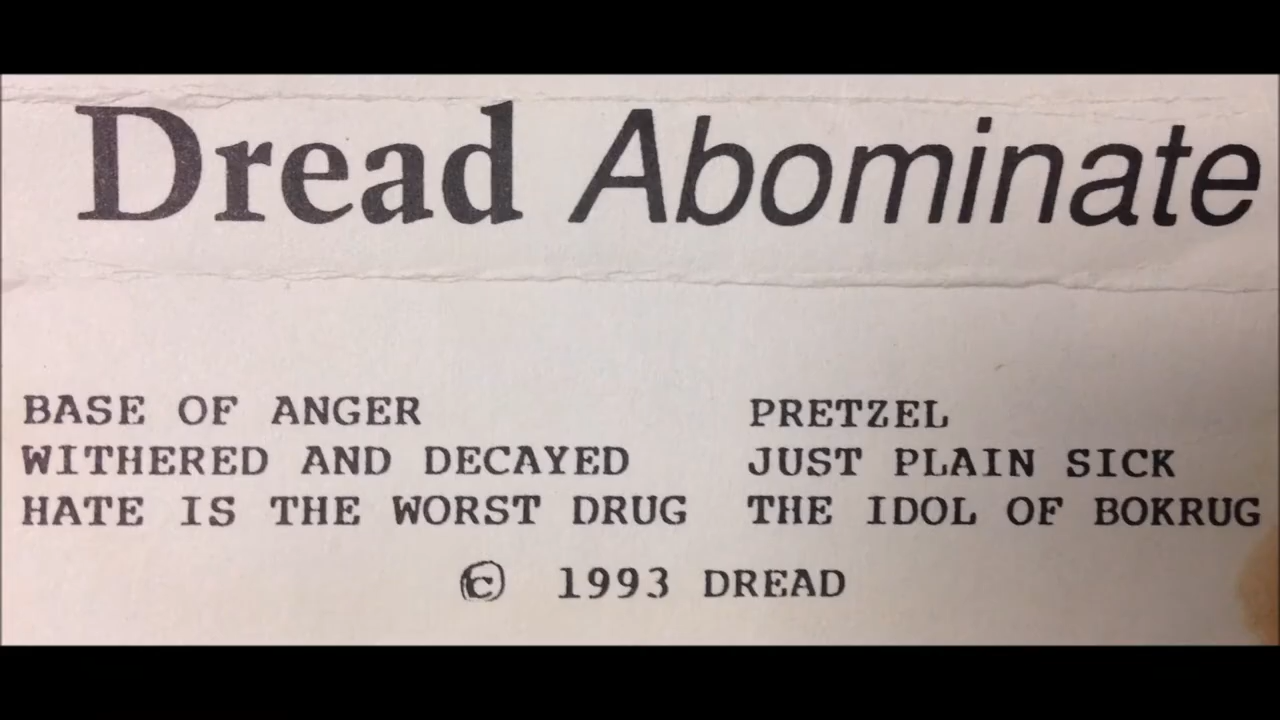 Dread Abominate
BASE OF ANGER
WITHERED AND DECAYED
HATE IS THE WORST DRUG
PRETZEL
JUST PLAIN SICK
THE IDOL OF BOKRUG
© 1993 DREAD